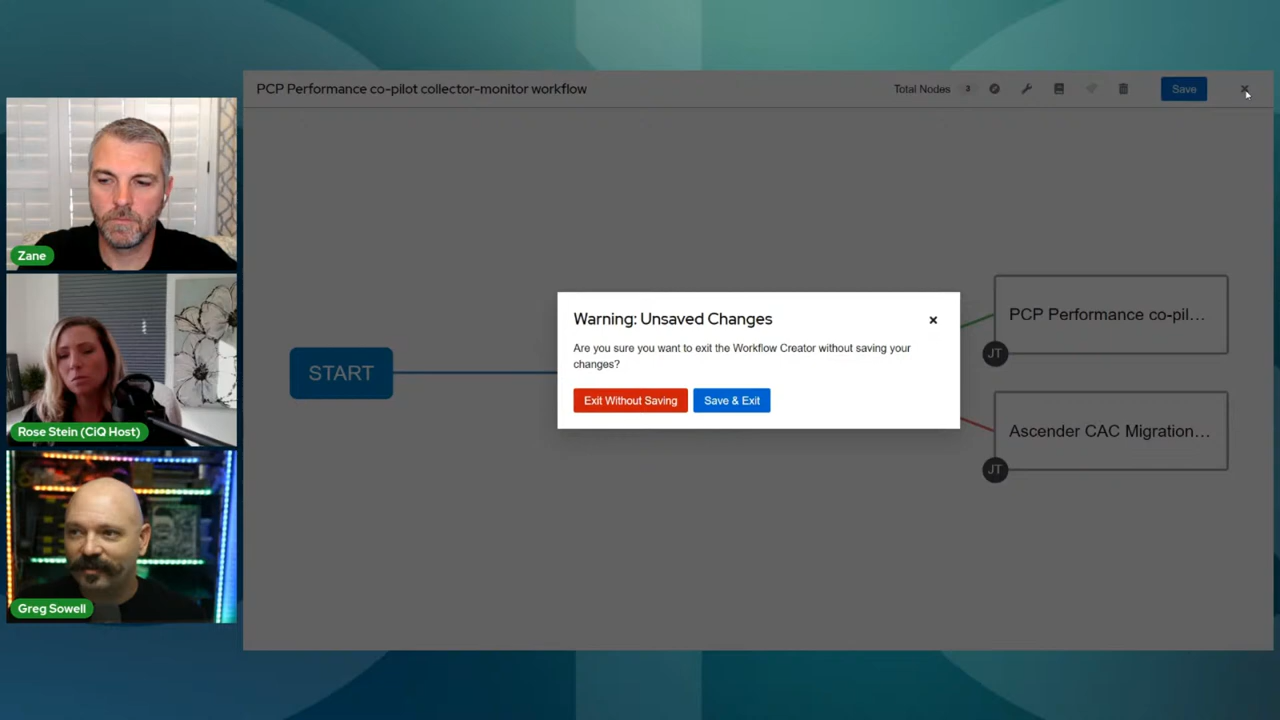 PCP Performance co-pilot collector-monitor workflow
Total Nodes 3
Save
Zane
Warning: Unsaved Changes
Are you sure you want to exit the Workflow Creator without saving your
changes?
Exit Without Saving
Save & Exit
START
PCP Performance co-pil...
JT
Ascender CAC Migration...
JT
Rose Stein (CiQ Host)
Greg Sowell